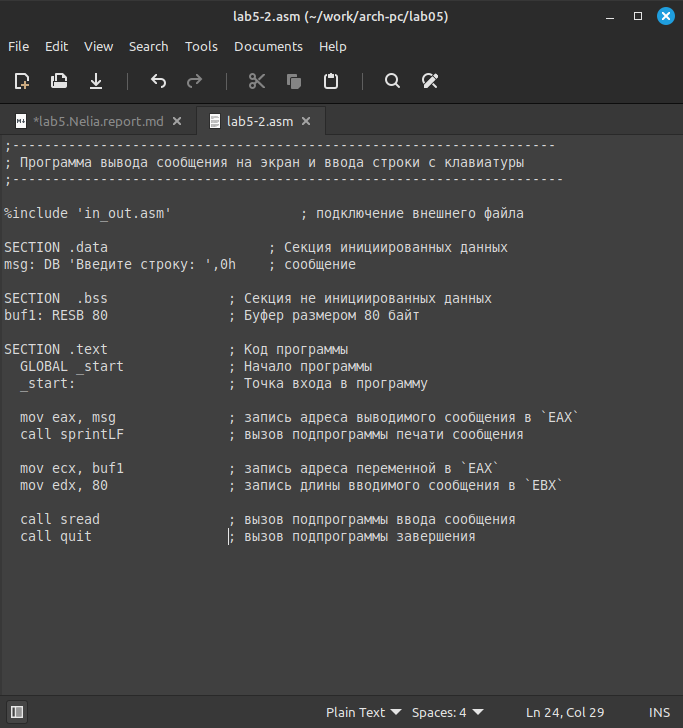 lab5-2.asm (~/work/arch-pc/lab05)
File Edit View Search Tools Documents Help
*lab5.Nelia.report.md lab5-2.asm
;--------------------------------------------------------------------
; Программа вывода сообщения на экран и ввода строки с клавиатуры
;---------------------------------------------------------------------
%include 'in_out.asm' ; подключение внешнего файла
SECTION .data ; Секция инициированных данных
msg: DB 'Введите строку: ',0h ; сообщение
SECTION .bss ; Секция не инициированных данных
buf1: RESB 80 ; Буфер размером 80 байт
SECTION .text ; Код программы
GLOBAL _start ; Начало программы
_start: ; Точка входа в программу
mov eax, msg ; запись адреса выводимого сообщения в `EAX`
call sprintLF ; вызов подпрограммы печати сообщения
mov ecx, buf1 ; запись адреса переменной в `EAX`
mov edx, 80 ; запись длины вводимого сообщения в `EBX`
call sread ; вызов подпрограммы ввода сообщения
call quit ; вызов подпрограммы завершения
Plain Text Spaces: 4 Ln 24, Col 29 INS